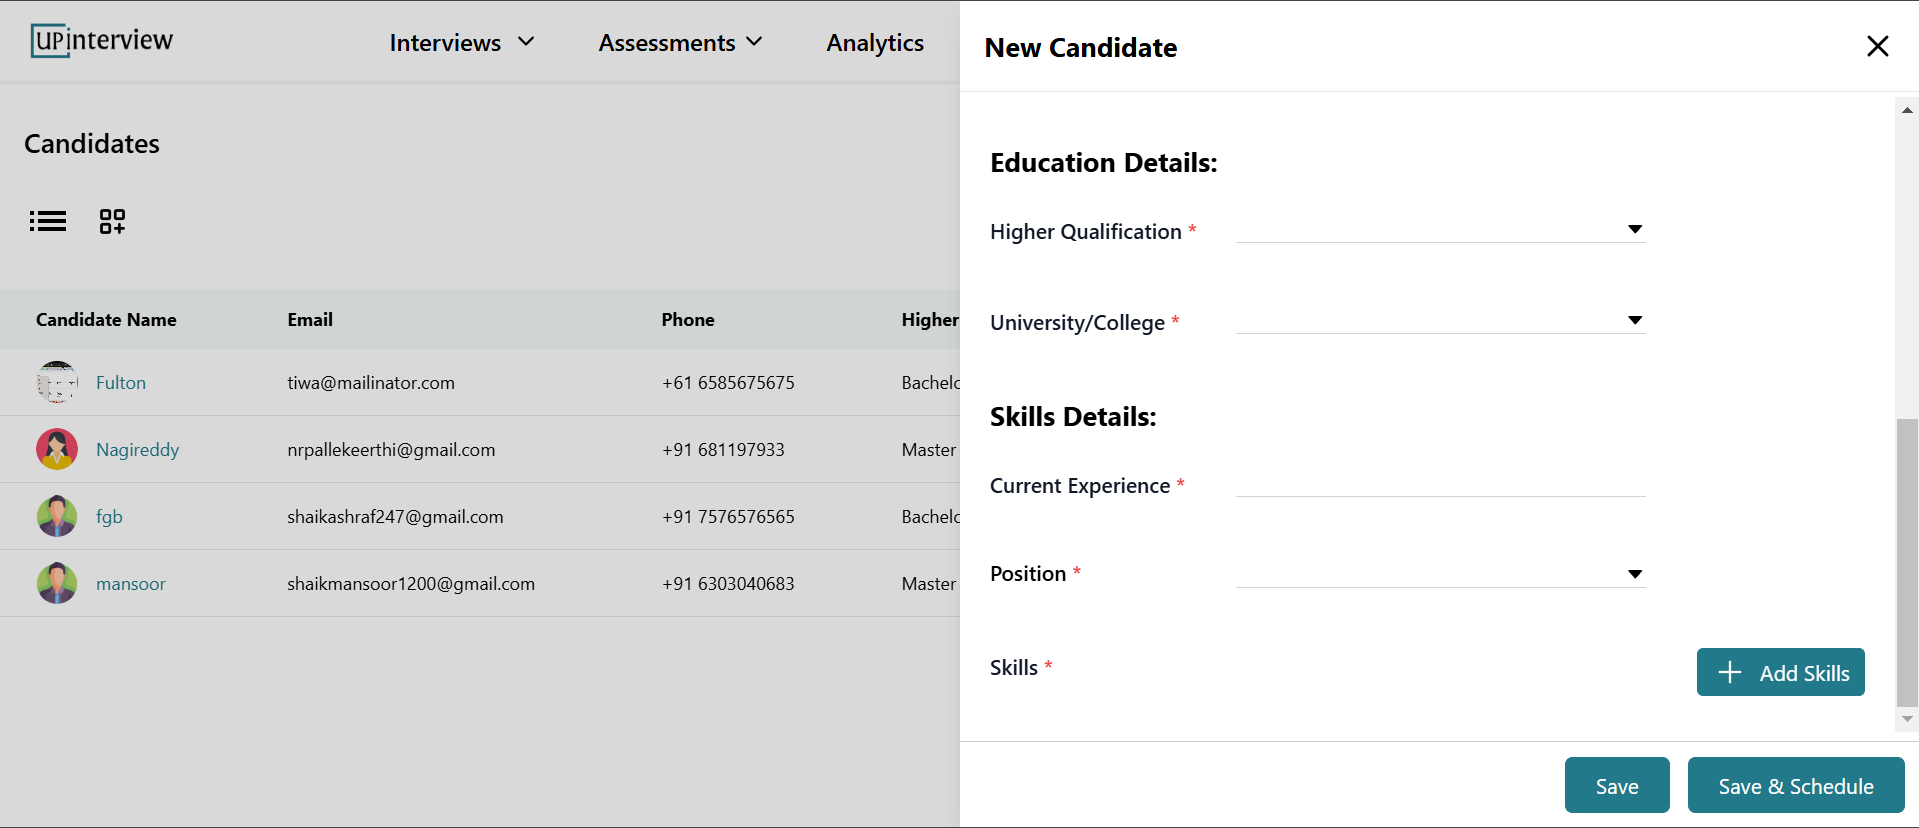 UPinterview
Interviews
Assessments
Analytics
Candidates
Candidate Name Email Phone Higher
Fulton tiwa@mailinator.com +61 6585675675 Bachelo
Nagireddy nrpallekeerthi@gmail.com +91 681197933 Master
fgb shaikashraf247@gmail.com +91 7576576565 Bachelo
mansoor shaikmansoor1200@gmail.com +91 6303040683 Master
New Candidate
Education Details:
Higher Qualification *
University/College *
Skills Details:
Current Experience *
Position *
Skills *
Add Skills
Save
Save & Schedule